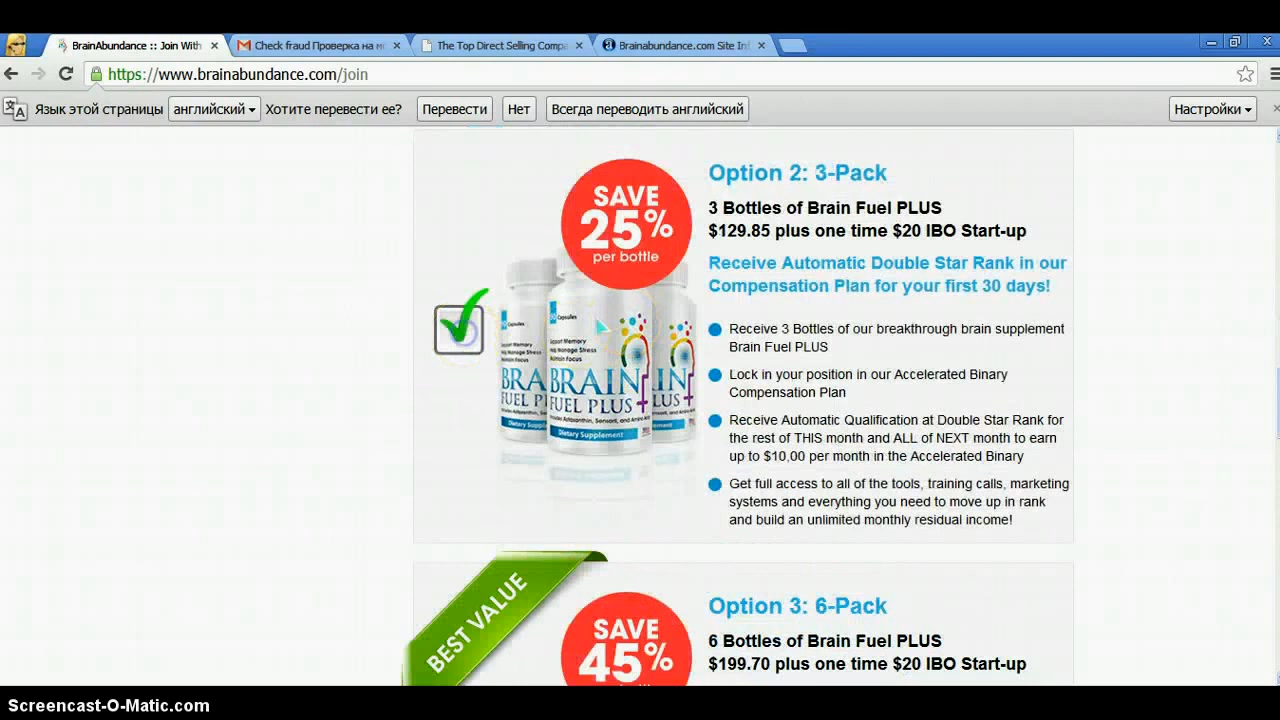 BrainAbundance :: Join With
Check fraud Проверка на
The Top Direct Selling Compa
Brainabundance.com Site Inf
https://www.brainabundance.com/join
Язык этой страницы
английский
Хотите перевести ее?
Перевести
Нет
Всегда переводить английский
Настройки
SAVE
25%
per bottle
Option 2: 3-Pack
3 Bottles of Brain Fuel PLUS
$129.85 plus one time $20 IBO Start-up
Receive Automatic Double Star Rank in our
Compensation Plan for your first 30 days!
Receive 3 Bottles of our breakthrough brain supplement
Brain Fuel PLUS
Lock in your position in our Accelerated Binary
Compensation Plan
Receive Automatic Qualification at Double Star Rank for
the rest of THIS month and ALL of NEXT month to earn
up to $10,00 per month in the Accelerated Binary
Get full access to all of the tools, training calls, marketing
systems and everything you need to move up in rank
and build an unlimited monthly residual income!
Capsules
Support Memory
Help Manage Stress
Maintain Focus
BRAIN
FUEL PLUS+
Dietary Supplement
BEST VALUE
SAVE
45%
Option 3: 6-Pack
6 Bottles of Brain Fuel PLUS
$199.70 plus one time $20 IBO Start-up
Screencast-O-Matic.com